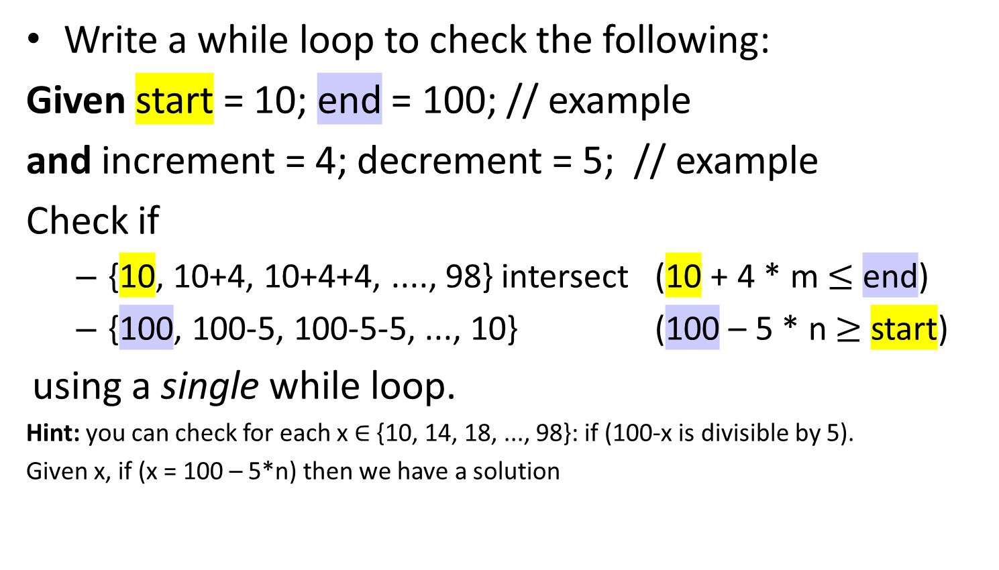 • Write a while loop to check the following:
Given start = 10; end = 100; // example
and increment = 4; decrement = 5;  // example
Check if
– {10, 10+4, 10+4+4, ...., 98} intersect (10 + 4 * m ≤ end)
– {100, 100-5, 100-5-5, ..., 10} (100 – 5 * n ≥ start)
using a single while loop.
Hint: you can check for each x ∈ {10, 14, 18, ..., 98}: if (100-x is divisible by 5).
Given x, if (x = 100 – 5*n) then we have a solution